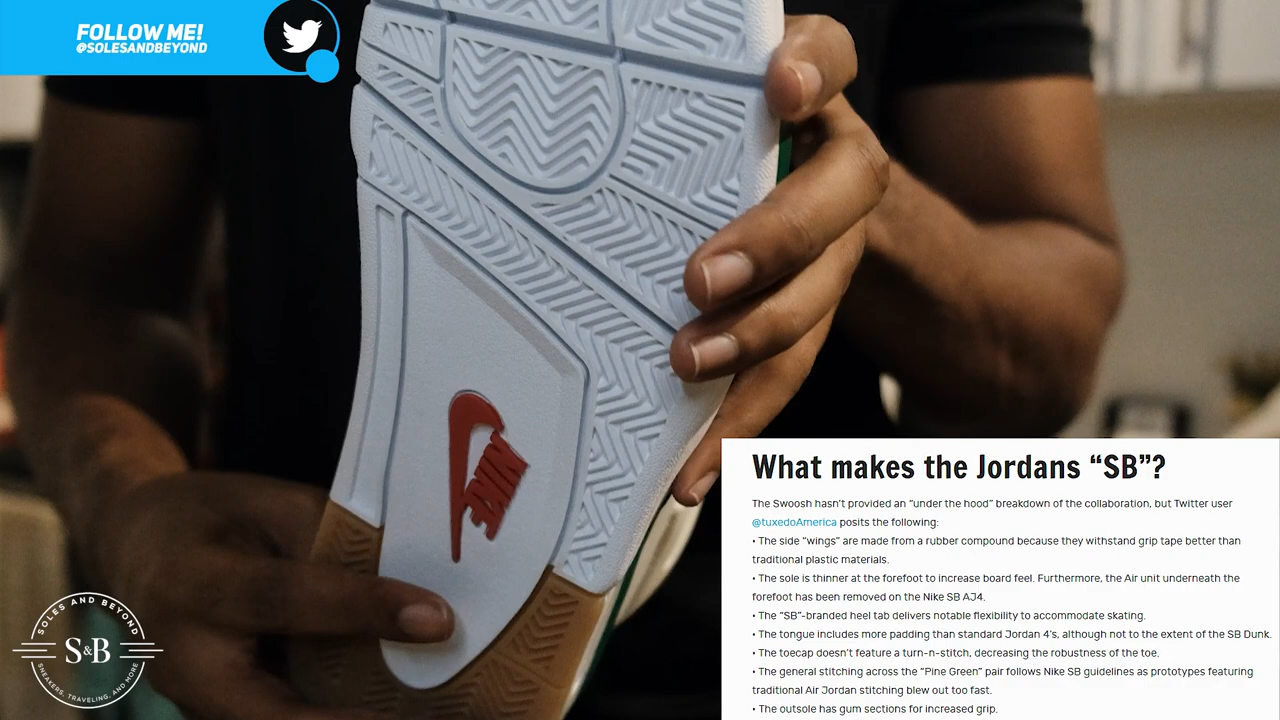 FOLLOW ME!
@SOLESANDBEYOND
NIKE
What makes the Jordans “SB”?
The Swoosh hasn't provided an “under the hood” breakdown of the collaboration, but Twitter user
@tuxedoAmerica posits the following:
• The side “wings” are made from a rubber compound because they withstand grip tape better than
traditional plastic materials.
• The sole is thinner at the forefoot to increase board feel. Furthermore, the Air unit underneath the
forefoot has been removed on the Nike SB AJ4.
• The “SB”-branded heel tab delivers notable flexibility to accommodate skating.
• The tongue includes more padding than standard Jordan 4's, although not to the extent of the SB Dunk.
• The toecap doesn't feature a turn-n-stitch, decreasing the robustness of the toe.
• The general stitching across the “Pine Green” pair follows Nike SB guidelines as prototypes featuring
traditional Air Jordan stitching blew out too fast.
• The outsole has gum sections for increased grip.
SOLES AND BEYOND
S&B
SNEAKERS, TRAVELING, AND MORE